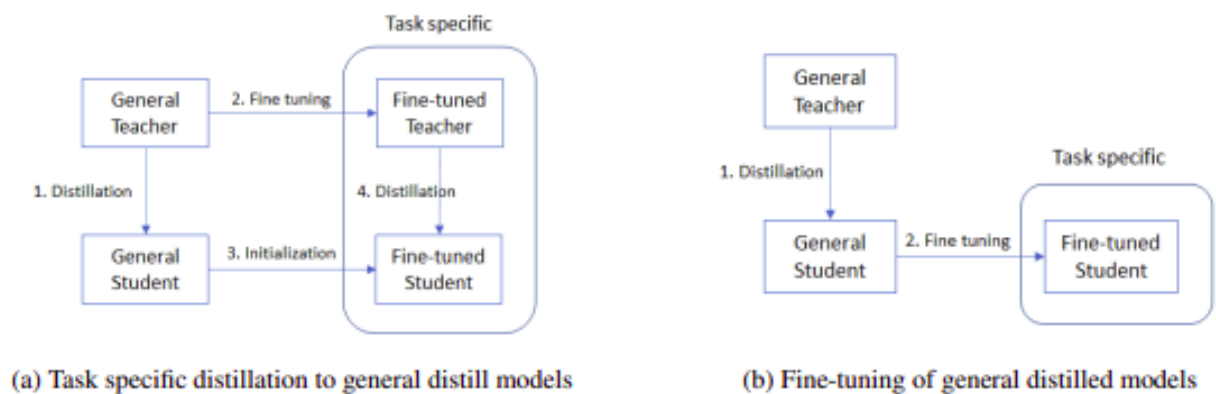 Task specific
General
Teacher
2. Fine tuning
Fine-tuned
Teacher
1. Distillation
4. Distillation
General
Student
3. Initialization
Fine-tuned
Student
(a) Task specific distillation to general distill models
General
Teacher
1. Distillation
Task specific
General
Student
2. Fine tuning
Fine-tuned
Student
(b) Fine-tuning of general distilled models